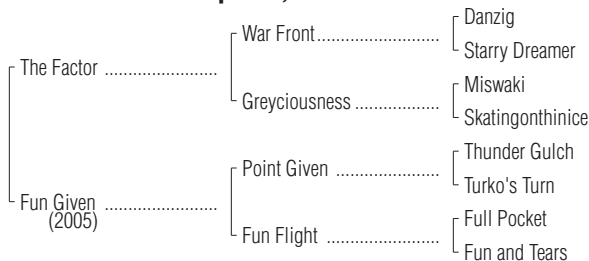 Danzig
War Front
Starry Dreamer
The Factor
Miswaki
Greyciousness
Skatingonthinice
Thunder Gulch
Point Given
Turko's Turn
Fun Given
(2005)
Full Pocket
Fun Flight
Fun and Tears